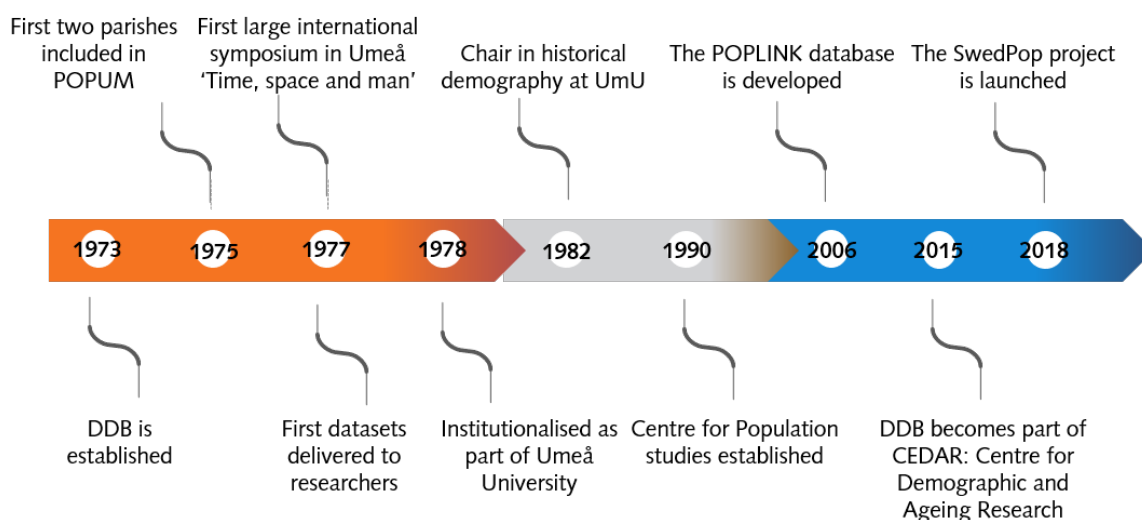 First two parishes
included in
POPUM
First large international
symposium in Umeå
‘Time, space and man’
Chair in historical
demography at UmU
The POPLINK database
is developed
The SwedPop project
is launched
1973
1975
1977
1978
1982
1990
2006
2015
2018
DDB is
established
First datasets
delivered to
researchers
Institutionalised as
part of Umeå
University
Centre for Population
studies established
DDB becomes part of
CEDAR: Centre for
Demographic and
Ageing Research